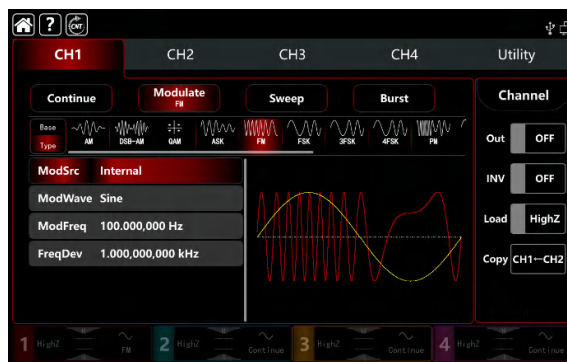 ? CNT
CH1 CH2 CH3 CH4 Utility
Continue Modulate Sweep Burst Channel
FM
Base
Type AM DSB-AM QAM ASK FM FSK 3FSK 4FSK PM
Out OFF
ModSrc Internal
INV OFF
ModWave Sine
Load HighZ
ModFreq 100.000,000 Hz
FreqDev 1.000,000,000 kHz
Copy CH1←CH2
1 HighZ FM 2 HighZ Continue 3 HighZ Continue 4 HighZ Continue